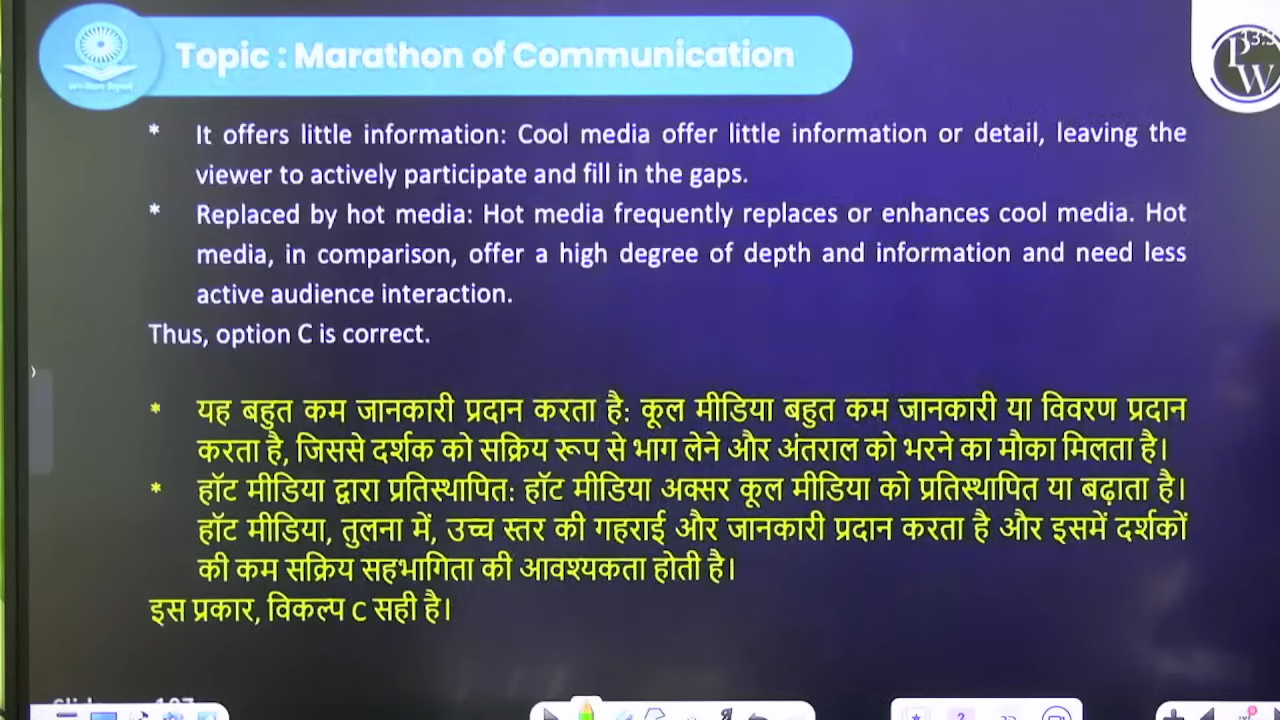 Topic : Marathon of Communication
* It offers little information: Cool media offer little information or detail, leaving the
viewer to actively participate and fill in the gaps.
* Replaced by hot media: Hot media frequently replaces or enhances cool media. Hot
media, in comparison, offer a high degree of depth and information and need less
active audience interaction.
Thus, option C is correct.
* यह बहुत कम जानकारी प्रदान करता है: कूल मीडिया बहुत कम जानकारी या विवरण प्रदान
करता है, जिससे दर्शक को सक्रिय रूप से भाग लेने और अंतराल को भरने का मौका मिलता है।
* हॉट मीडिया द्वारा प्रतिस्थापित: हॉट मीडिया अक्सर कूल मीडिया को प्रतिस्थापित या बढ़ाता है।
हॉट मीडिया, तुलना में, उच्च स्तर की गहराई और जानकारी प्रदान करता है और इसमें दर्शकों
की कम सक्रिय सहभागिता की आवश्यकता होती है।
इस प्रकार, विकल्प C सही है।
PW